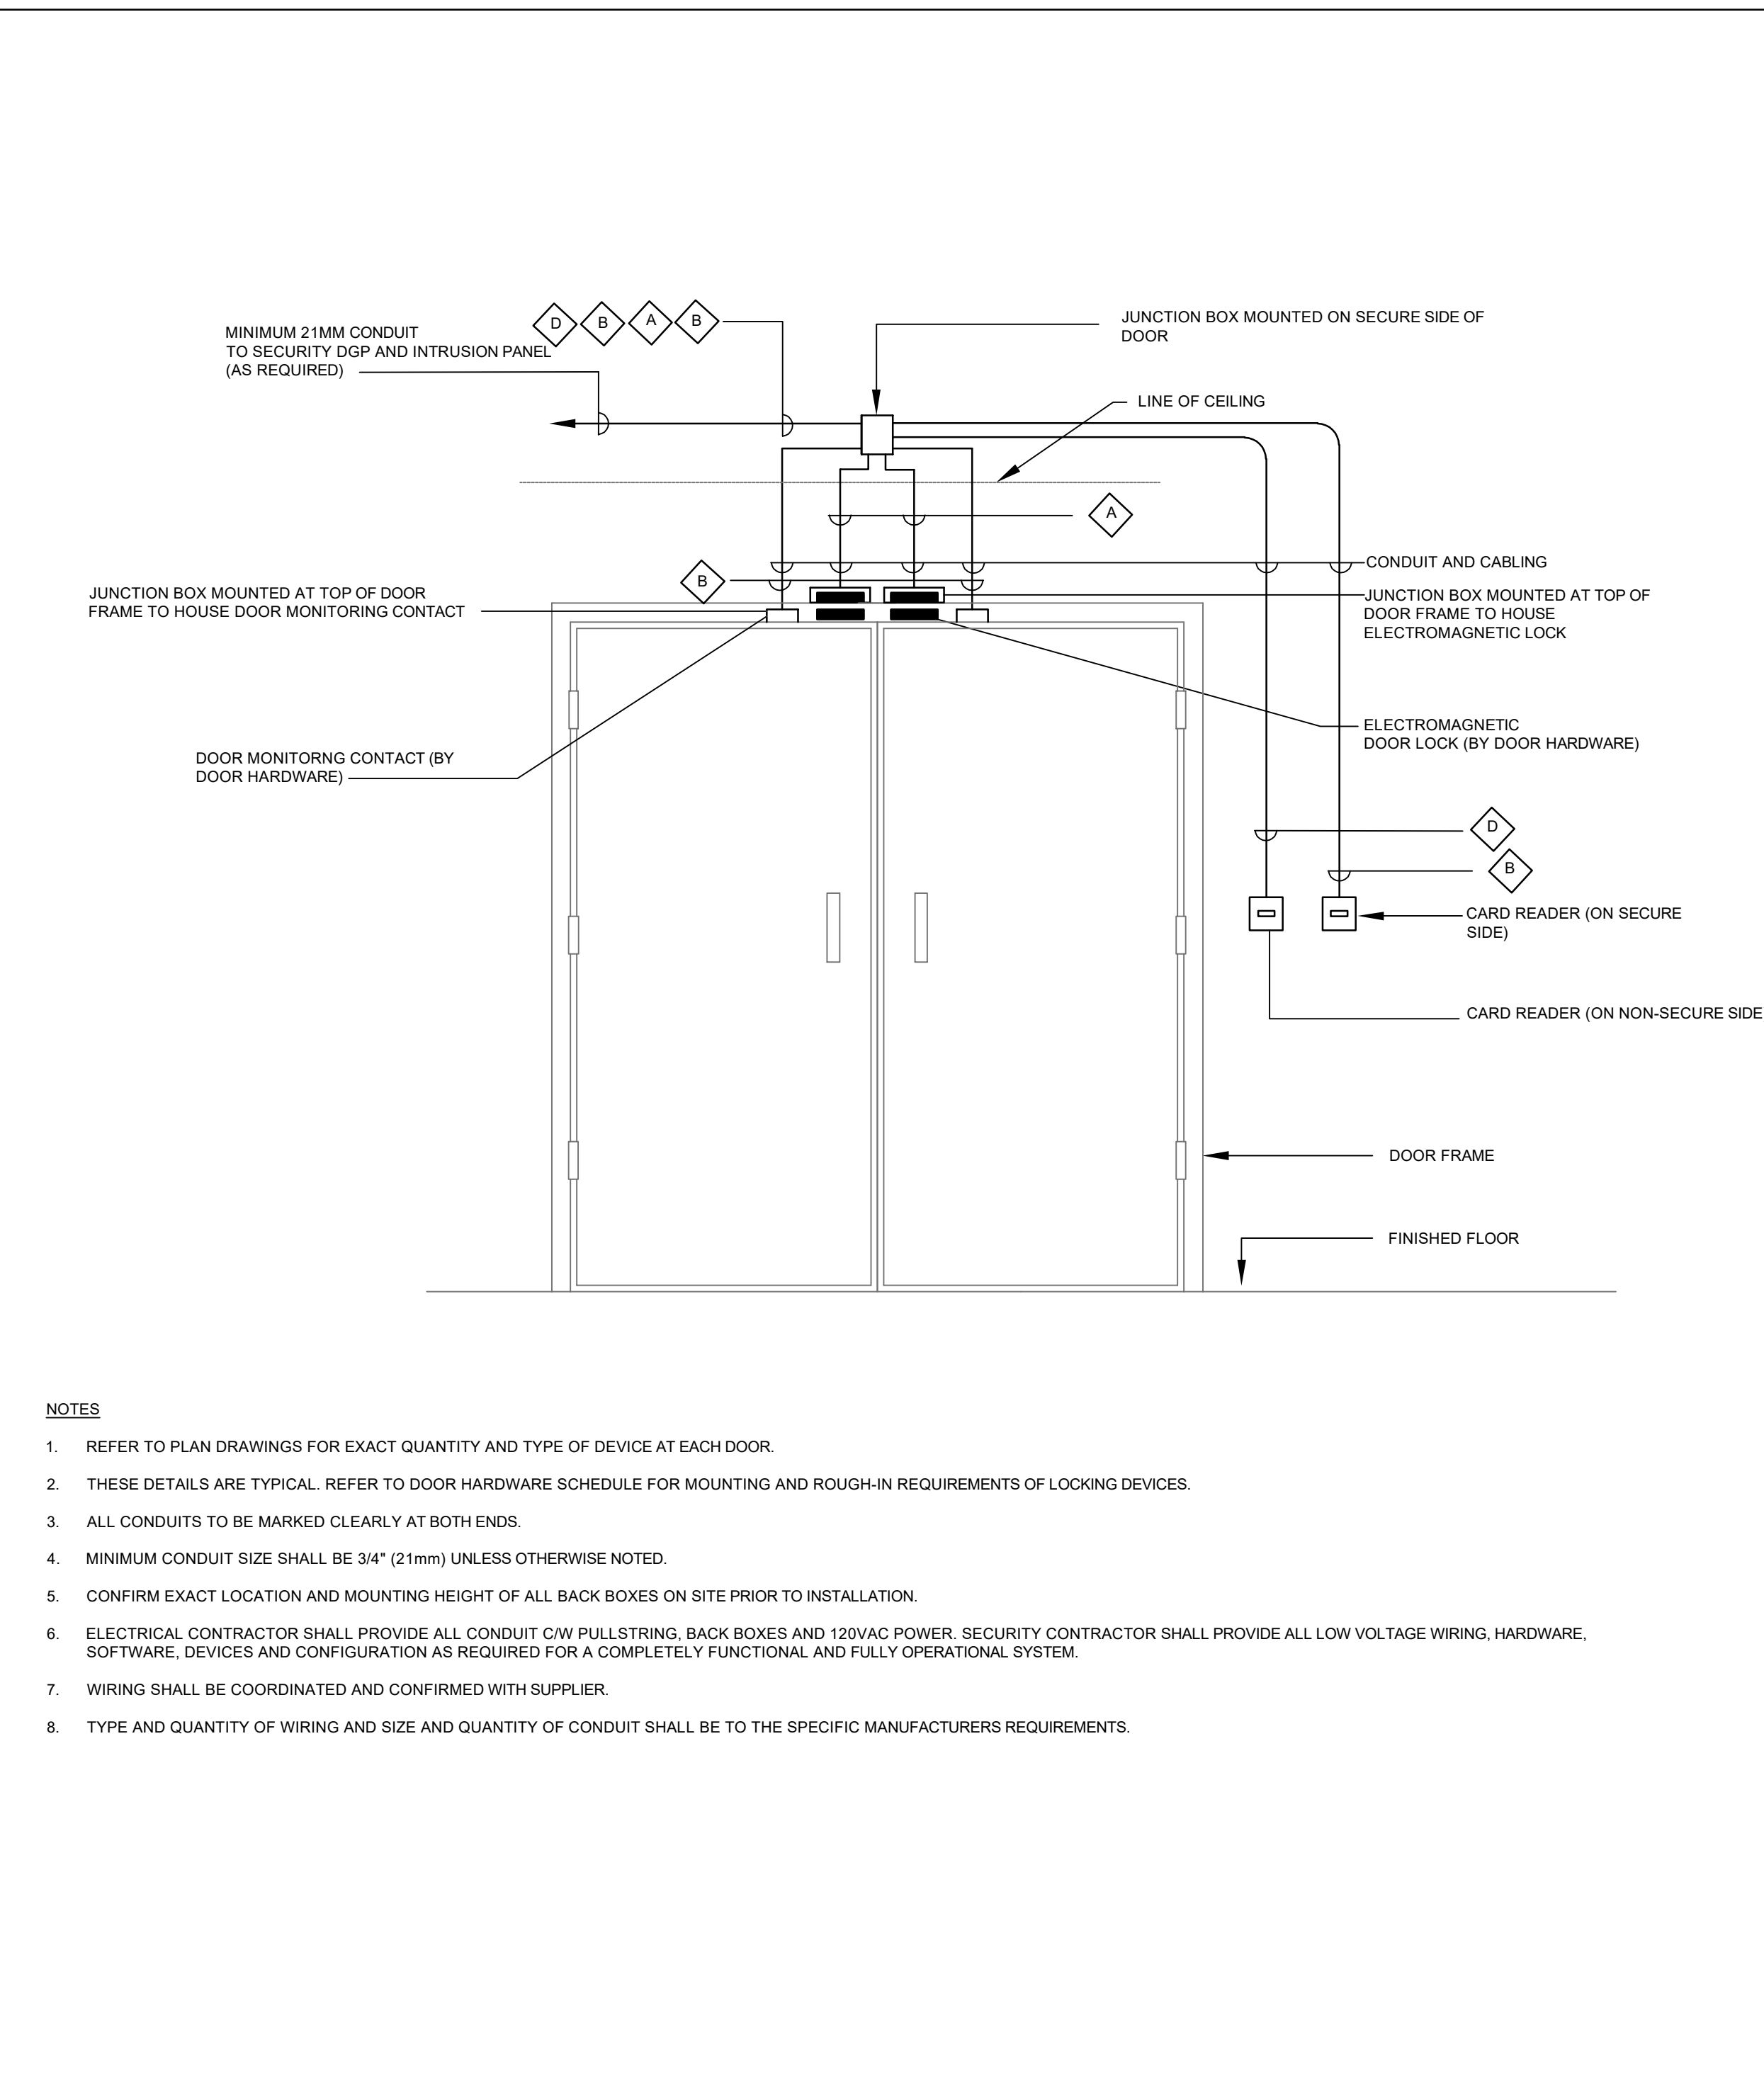 D B A B
MINIMUM 21MM CONDUIT
TO SECURITY DGP AND INTRUSION PANEL
(AS REQUIRED)
JUNCTION BOX MOUNTED ON SECURE SIDE OF
DOOR
LINE OF CEILING
A
CONDUIT AND CABLING
B
JUNCTION BOX MOUNTED AT TOP OF DOOR
FRAME TO HOUSE DOOR MONITORING CONTACT
JUNCTION BOX MOUNTED AT TOP OF
DOOR FRAME TO HOUSE
ELECTROMAGNETIC LOCK
ELECTROMAGNETIC
DOOR LOCK (BY DOOR HARDWARE)
DOOR MONITORNG CONTACT (BY
DOOR HARDWARE)
D
B
CARD READER (ON SECURE
SIDE)
CARD READER (ON NON-SECURE SIDE
DOOR FRAME
FINISHED FLOOR
NOTES
1. REFER TO PLAN DRAWINGS FOR EXACT QUANTITY AND TYPE OF DEVICE AT EACH DOOR.
2. THESE DETAILS ARE TYPICAL. REFER TO DOOR HARDWARE SCHEDULE FOR MOUNTING AND ROUGH-IN REQUIREMENTS OF LOCKING DEVICES.
3. ALL CONDUITS TO BE MARKED CLEARLY AT BOTH ENDS.
4. MINIMUM CONDUIT SIZE SHALL BE 3/4" (21mm) UNLESS OTHERWISE NOTED.
5. CONFIRM EXACT LOCATION AND MOUNTING HEIGHT OF ALL BACK BOXES ON SITE PRIOR TO INSTALLATION.
6. ELECTRICAL CONTRACTOR SHALL PROVIDE ALL CONDUIT C/W PULLSTRING, BACK BOXES AND 120VAC POWER. SECURITY CONTRACTOR SHALL PROVIDE ALL LOW VOLTAGE WIRING, HARDWARE,
SOFTWARE, DEVICES AND CONFIGURATION AS REQUIRED FOR A COMPLETELY FUNCTIONAL AND FULLY OPERATIONAL SYSTEM.
7. WIRING SHALL BE COORDINATED AND CONFIRMED WITH SUPPLIER.
8. TYPE AND QUANTITY OF WIRING AND SIZE AND QUANTITY OF CONDUIT SHALL BE TO THE SPECIFIC MANUFACTURERS REQUIREMENTS.